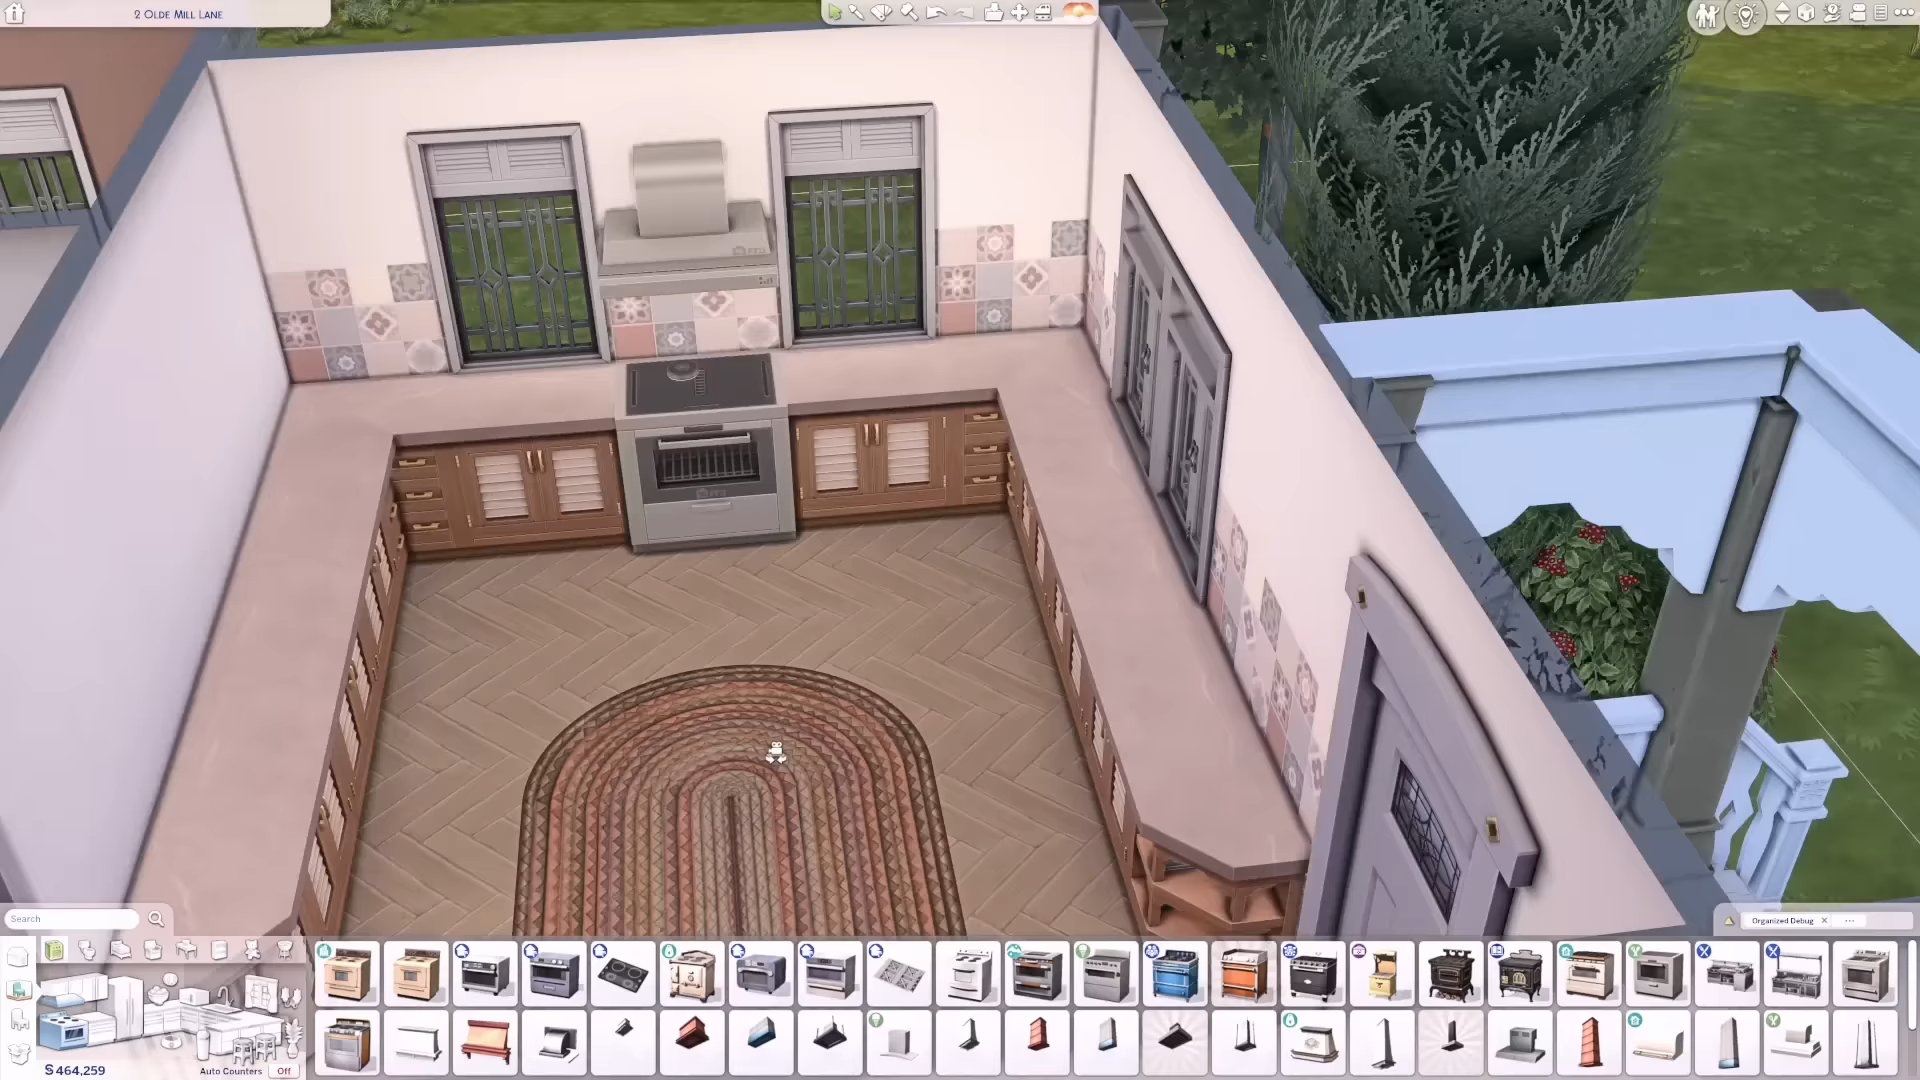 2 OLDE MILL LANE
Organized Debug
Search
S 464,259
Auto Counters
Off